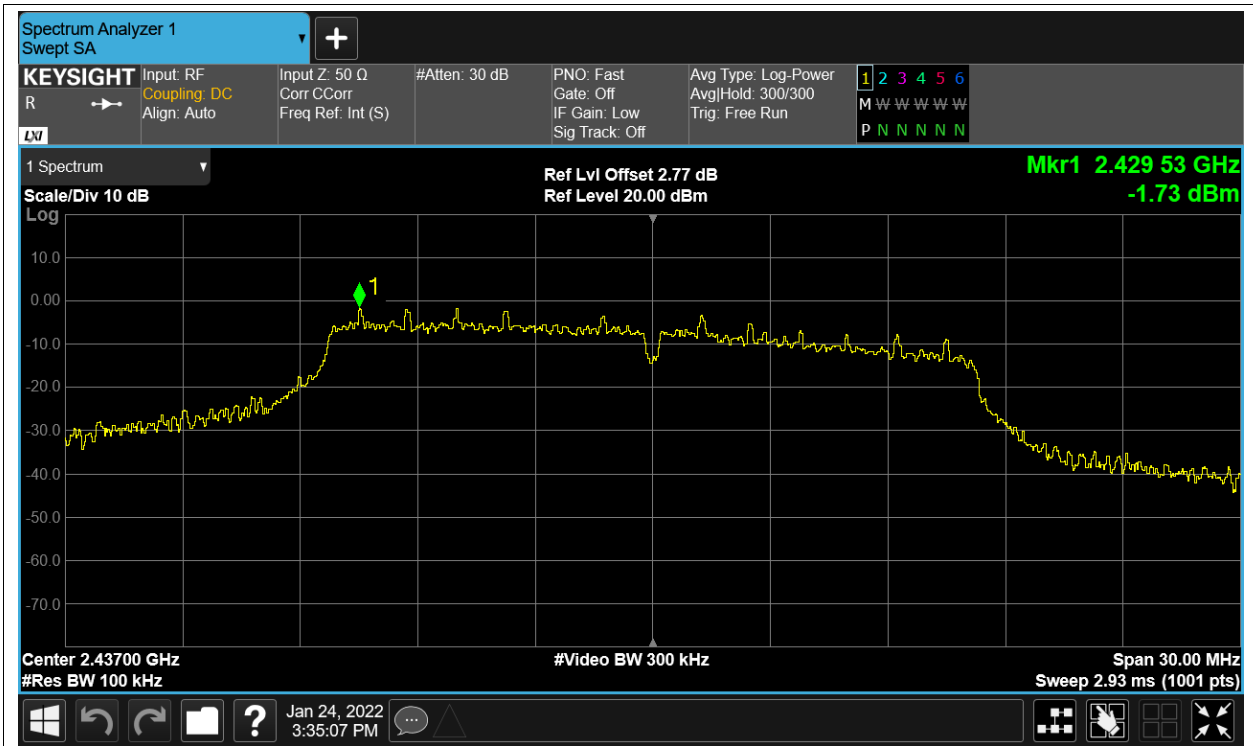 Spectrum Analyzer 1
Swept SA
KEYSIGHT
R
LXI
Input: RF
Coupling: DC
Align: Auto
Input Z: 50 Ω
Corr CCorr
Freq Ref: Int (S)
#Atten: 30 dB
PNO: Fast
Gate: Off
IF Gain: Low
Sig Track: Off
Avg Type: Log-Power
Avg|Hold: 300/300
Trig: Free Run
1 2 3 4 5 6
M W W W W W W
P N N N N N N
1 Spectrum
Scale/Div 10 dB
Log
Ref Lvl Offset 2.77 dB
Ref Level 20.00 dBm
Mkr1 2.429 53 GHz
-1.73 dBm
10.0
0.00
-10.0
-20.0
-30.0
-40.0
-50.0
-60.0
-70.0
1
Center 2.43700 GHz
#Res BW 100 kHz
#Video BW 300 kHz
Span 30.00 MHz
Sweep 2.93 ms (1001 pts)
?
Jan 24, 2022
3:35:07 PM